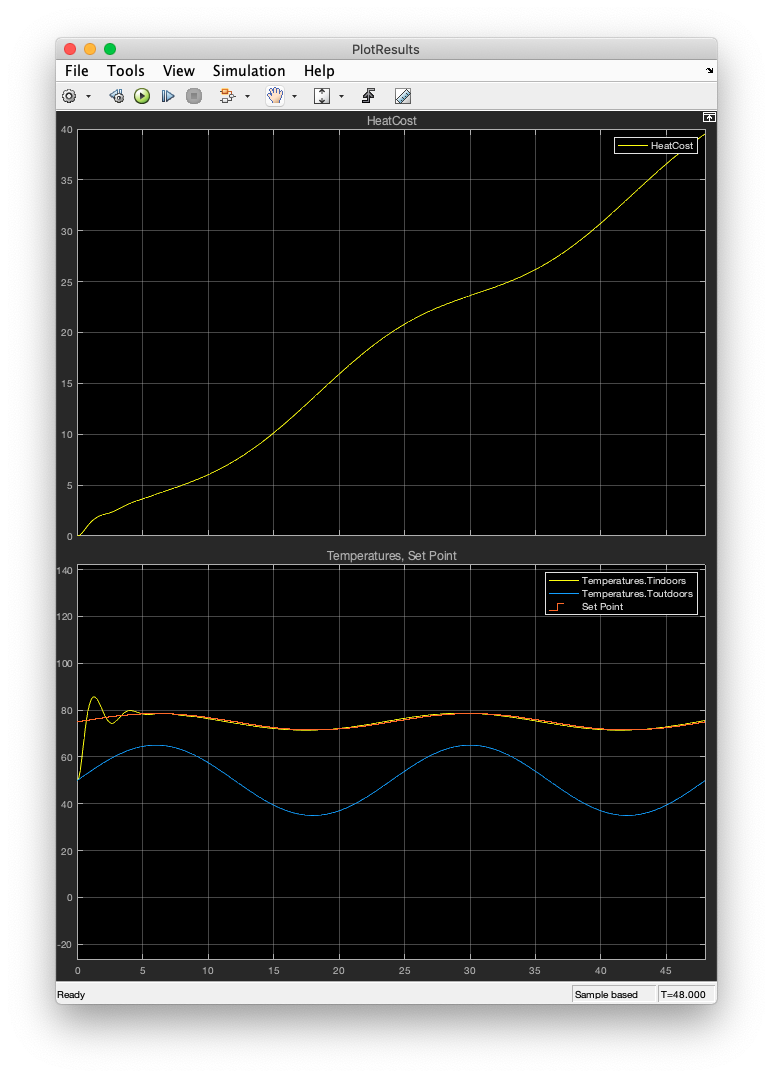 PlotResults
File Tools View Simulation Help
HeatCost
HeatCost
40
35
30
25
20
15
10
5
0
Temperatures, Set Point
Temperatures.Tindoors
Temperatures.Toutdoors
Set Point
140
120
100
80
60
40
20
0
-20
0 5 10 15 20 25 30 35 40 45
Ready Sample based T=48.000